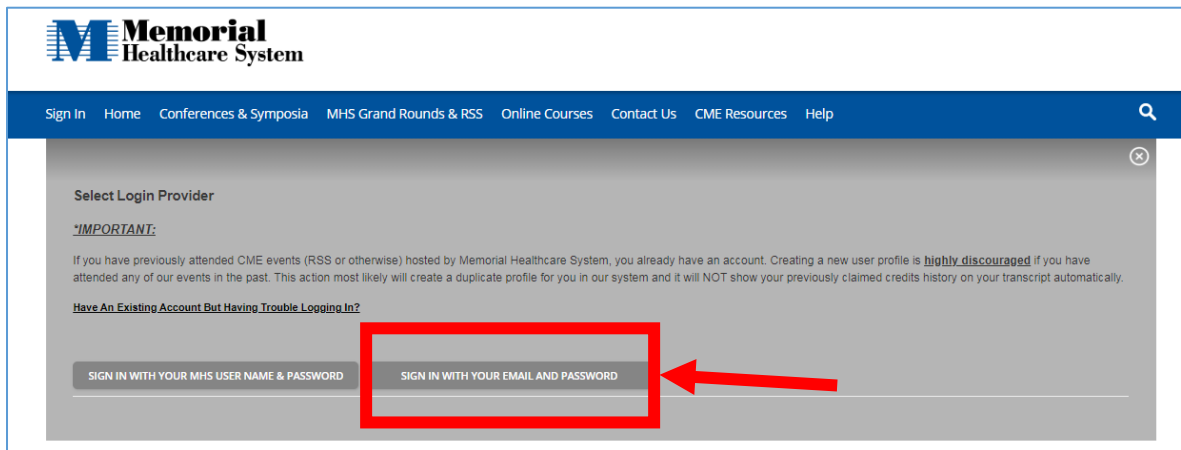 Memorial
Healthcare System
Sign In Home Conferences & Symposia MHS Grand Rounds & RSS Online Courses Contact Us CME Resources Help
Select Login Provider
*IMPORTANT:
If you have previously attended CME events (RSS or otherwise) hosted by Memorial Healthcare System, you already have an account. Creating a new user profile is highly discouraged if you have
attended any of our events in the past. This action most likely will create a duplicate profile for you in our system and it will NOT show your previously claimed credits history on your transcript automatically.
Have An Existing Account But Having Trouble Logging In?
SIGN IN WITH YOUR MHS USER NAME & PASSWORD SIGN IN WITH YOUR EMAIL AND PASSWORD